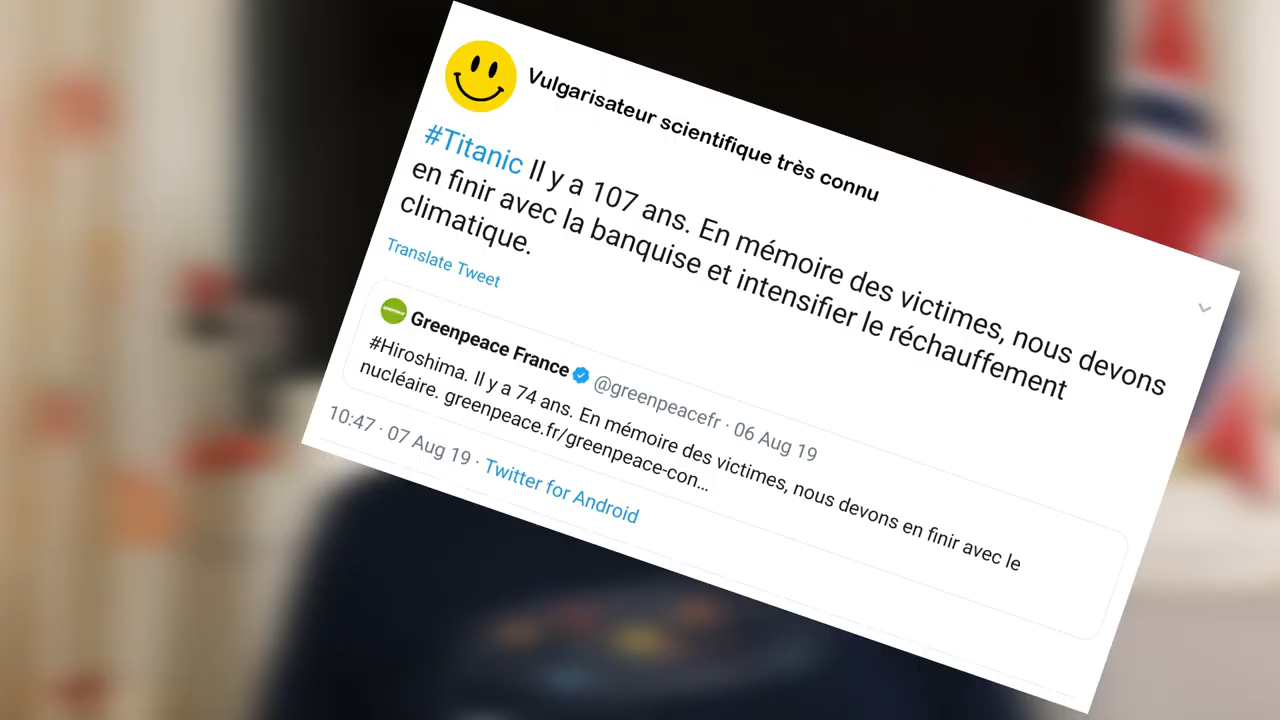 Vulgarisateur scientifique très connu
#Titanic Il y a 107 ans. En mémoire des victimes, nous devons
en finir avec la banquise et intensifier le réchauffement
climatique.
Translate Tweet
Greenpeace France @greenpeacefr · 06 Aug 19
#Hiroshima. Il y a 74 ans. En mémoire des victimes, nous devons en finir avec le
nucléaire. greenpeace.fr/greenpeace-con...
10:47 · 07 Aug 19 · Twitter for Android